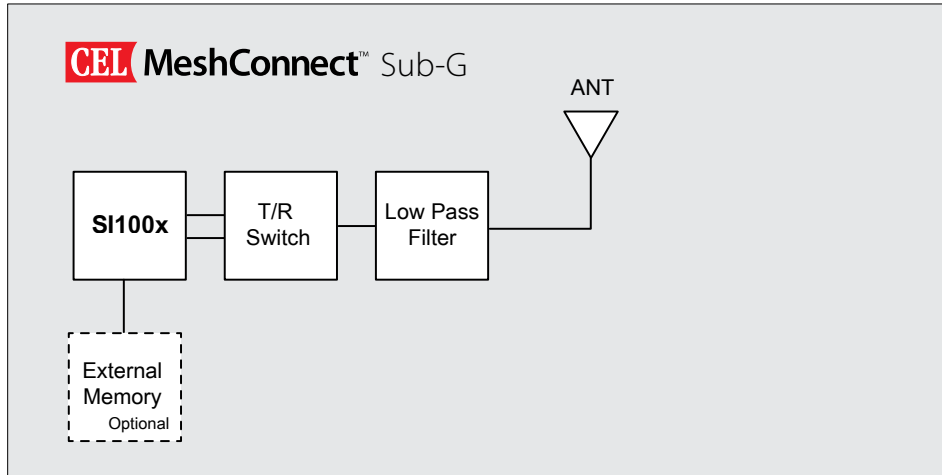 CEL MeshConnect™ Sub-G
ANT
SI100x
T/R
Switch
Low Pass
Filter
External
Memory
Optional